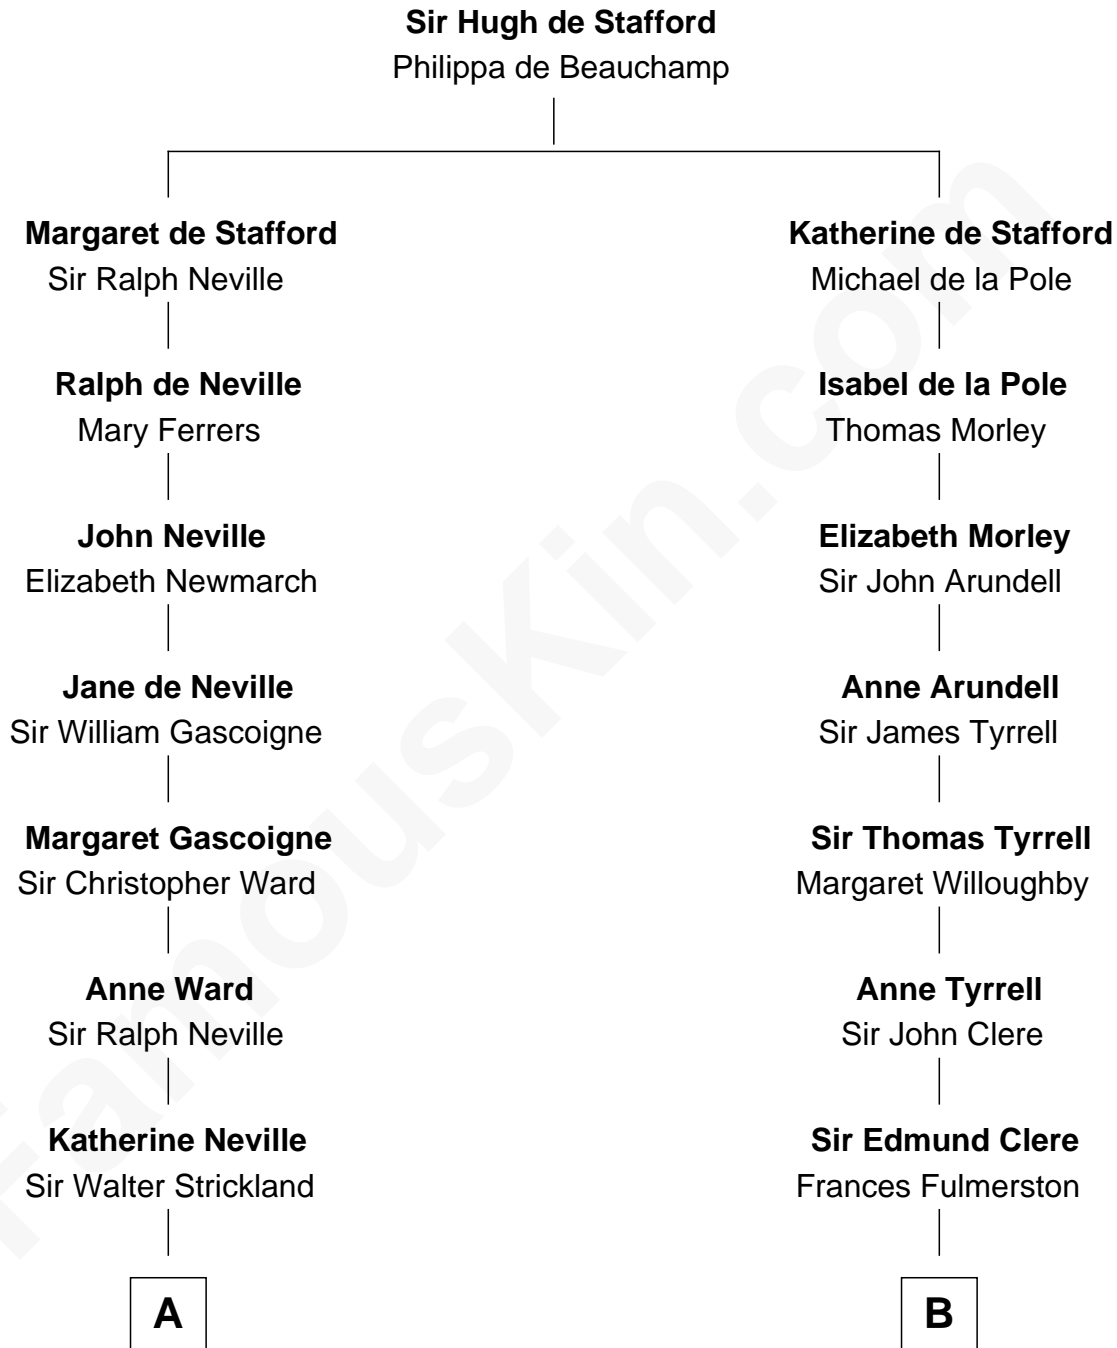 Sir Hugh de Stafford
Philippa de Beauchamp
Margaret de Stafford
Sir Ralph Neville
Katherine de Stafford
Michael de la Pole
Ralph de Neville
Mary Ferrers
Isabel de la Pole
Thomas Morley
John Neville
Elizabeth Newmarch
Elizabeth Morley
Sir John Arundell
Jane de Neville
Sir William Gascoigne
Anne Arundell
Sir James Tyrrell
Margaret Gascoigne
Sir Christopher Ward
Sir Thomas Tyrrell
Margaret Willoughby
Anne Ward
Sir Ralph Neville
Anne Tyrrell
Sir John Clere
Katherine Neville
Sir Walter Strickland
Sir Edmund Clere
Frances Fulmerston
A
B
FamousKin.com